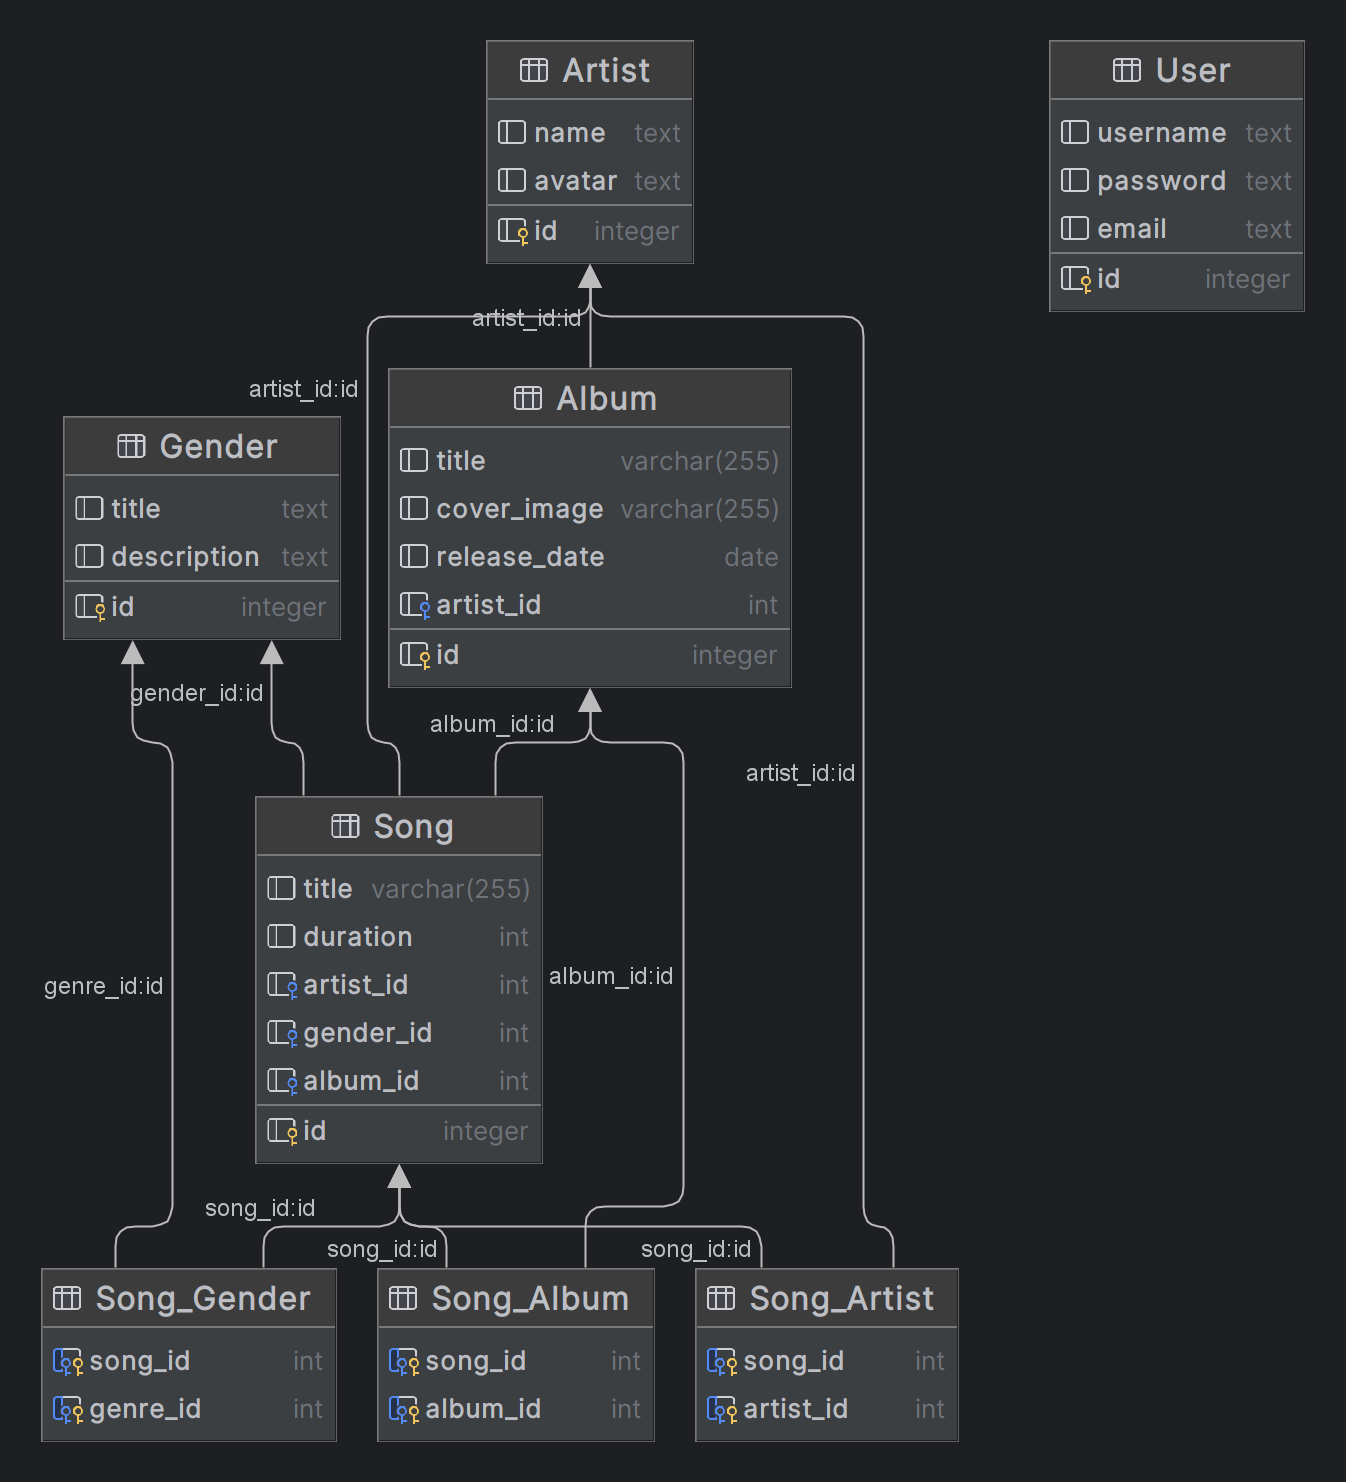 Artist
name text
avatar text
id integer
User
username text
password text
email text
id integer
artist_id:id
artist_id:id
Album
title varchar(255)
cover_image varchar(255)
release_date date
artist_id int
id integer
Gender
title text
description text
id integer
gender_id:id
album_id:id
artist_id:id
Song
title varchar(255)
duration int
artist_id int
gender_id int
album_id int
id integer
genre_id:id
album_id:id
song_id:id
song_id:id
song_id:id
Song_Gender
song_id int
genre_id int
Song_Album
song_id int
album_id int
Song_Artist
song_id int
artist_id int